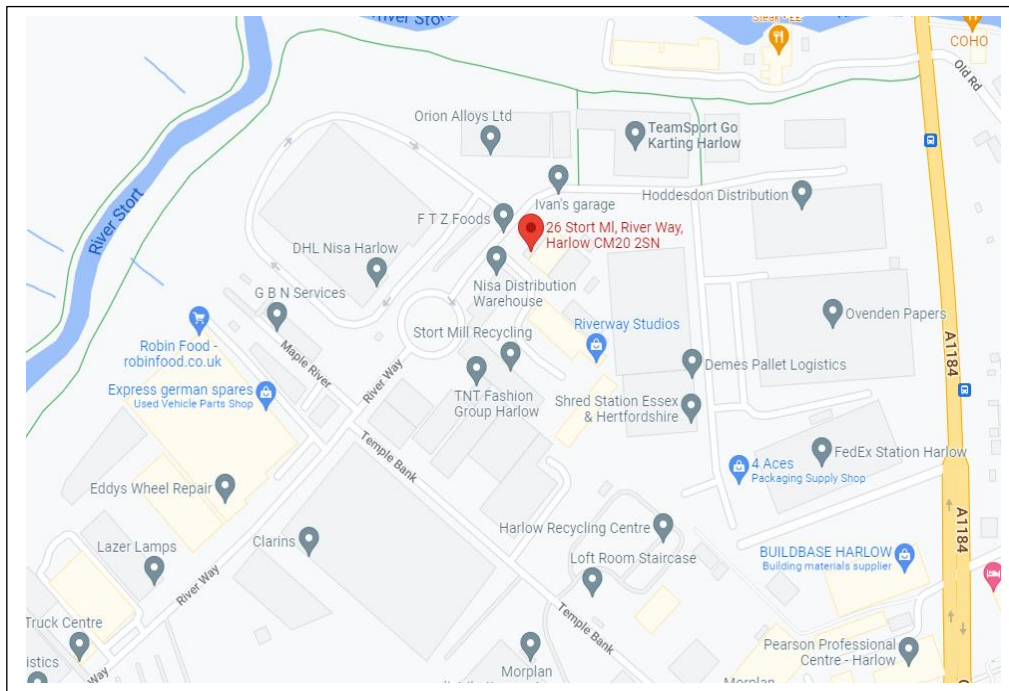 River Stort
Steak
COHO
Old Rd
Orion Alloys Ltd
TeamSport Go
Karting Harlow
Ivan's garage
Hoddesdon Distribution
F T Z Foods
26 Stort Ml, River Way,
Harlow CM20 2SN
River Stort
DHL Nisa Harlow
Nisa Distribution
Warehouse
G B N Services
Ovenden Papers
Robin Food -
robinfood.co.uk
Stort Mill Recycling
Riverway Studios
A1184
Maple River
River Way
Demes Pallet Logistics
Express german spares
Used Vehicle Parts Shop
TNT Fashion
Group Harlow
Shred Station Essex
& Hertfordshire
Temple Bank
FedEx Station Harlow
4 Aces
Packaging Supply Shop
Eddys Wheel Repair
Harlow Recycling Centre
A1184
Clarins
Lazer Lamps
Loft Room Staircase
BUILDBASE HARLOW
Building materials supplier
River Way
Temple Bank
Truck Centre
Pearson Professional
Centre - Harlow
istics
Way
Morplan
Morplan